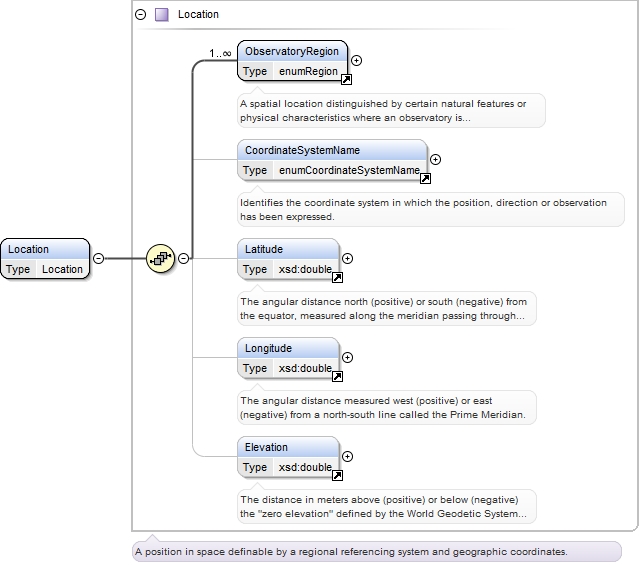 Location
1..∞
ObservatoryRegion
Type enumRegion
A spatial location distinguished by certain natural features or
physical characteristics where an observatory is...
CoordinateSystemName
Type enumCoordinateSystemName
Identifies the coordinate system in which the position, direction or observation
has been expressed.
Location
Type Location
Latitude
Type xsd:double
The angular distance north (positive) or south (negative) from
the equator, measured along the meridian passing through...
Longitude
Type xsd:double
The angular distance measured west (positive) or east
(negative) from a north-south line called the Prime Meridian.
Elevation
Type xsd:double
The distance in meters above (positive) or below (negative)
the "zero elevation" defined by the World Geodetic System...
A position in space definable by a regional referencing system and geographic coordinates.